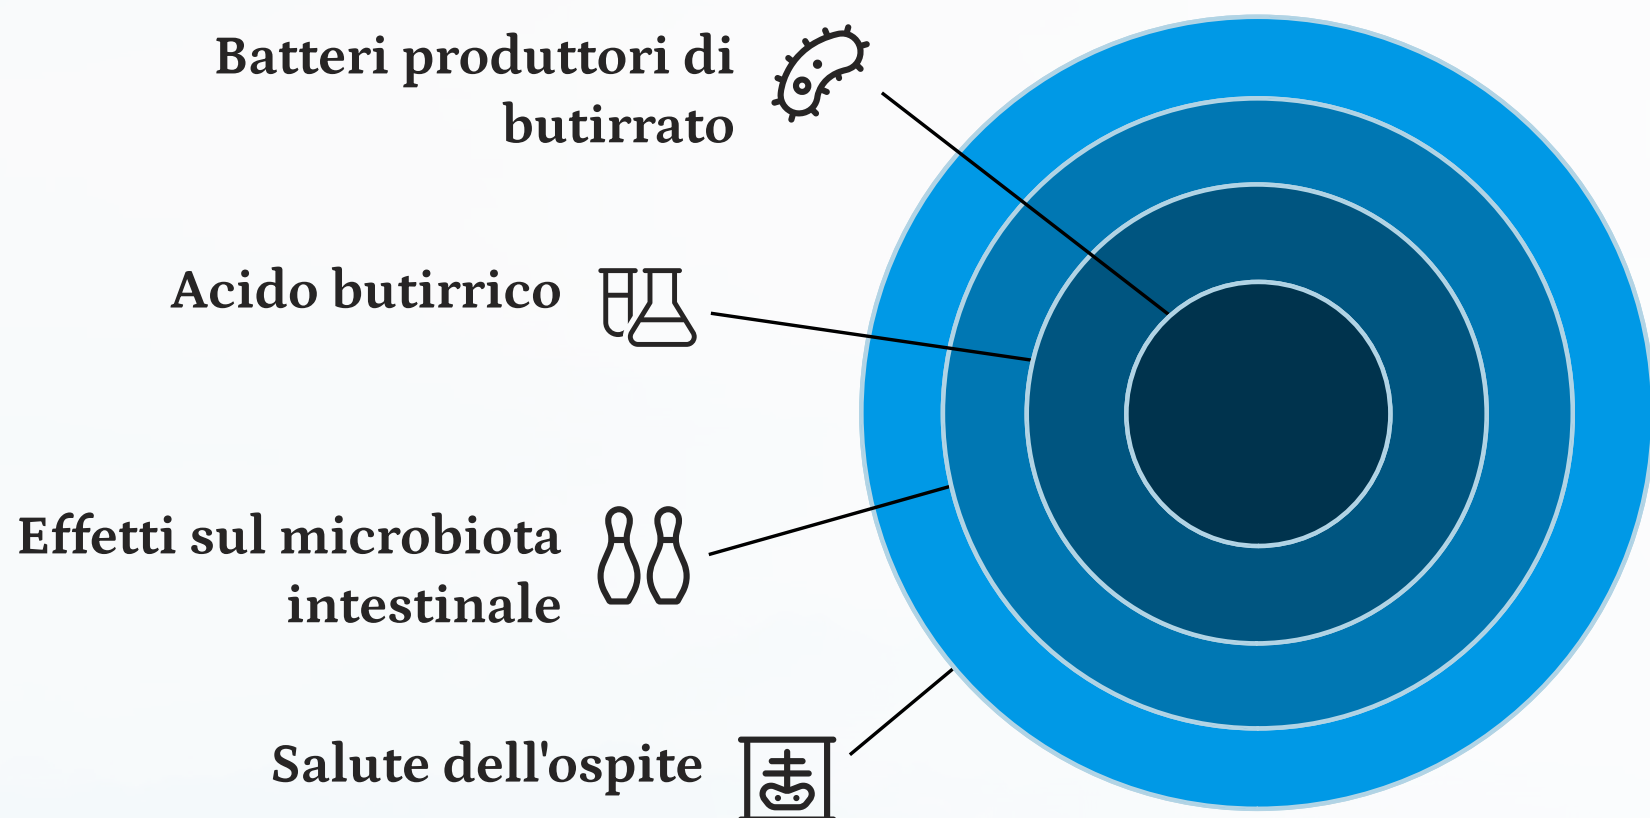 Batteri produttori di
butirrato
Acido butirrico
Effetti sul microbiota
intestinale
Salute dell'ospite